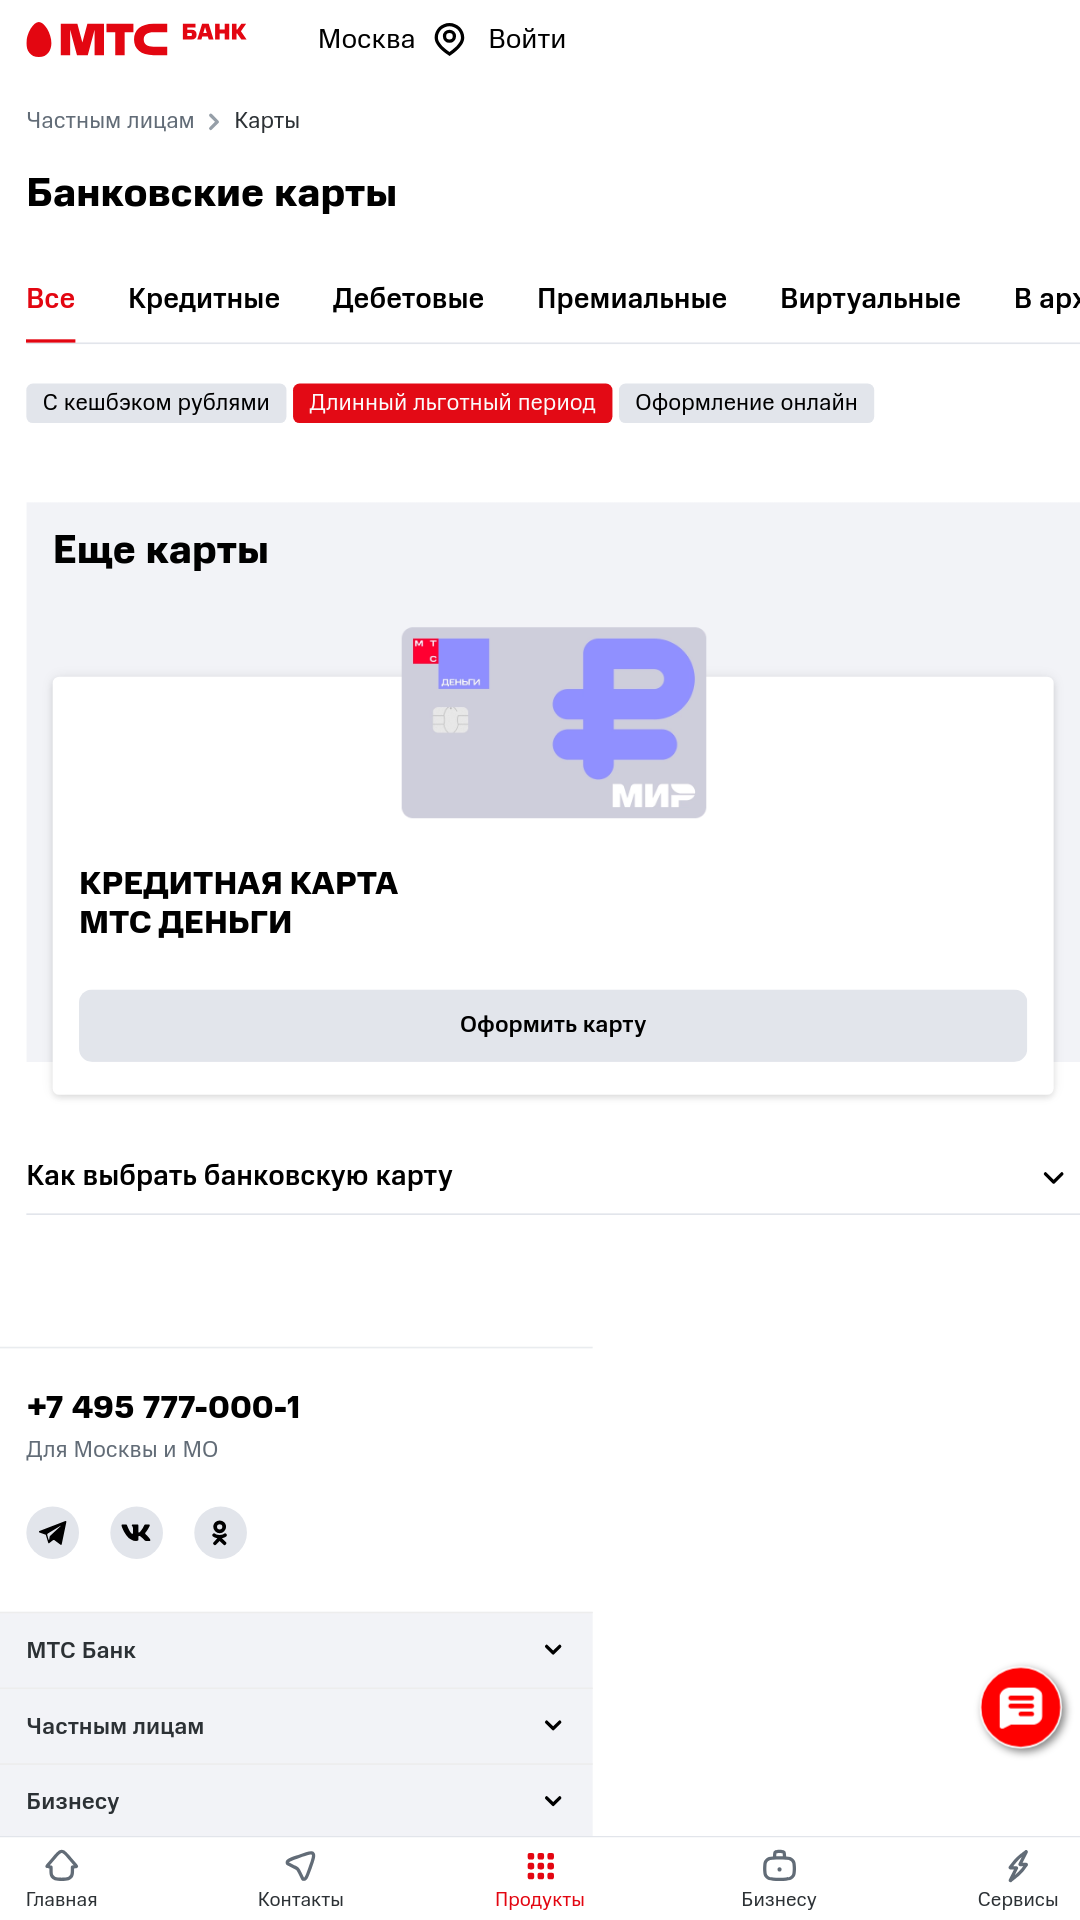 МТС БАНК Москва Войти
Частным лицам Карты
Банковские карты
Все Кредитные Дебетовые Премиальные Виртуальные В арх
С кешбэком рублями Длинный льготный период Оформление онлайн
Еще карты
М Т
С
ДЕНЬГИ
МИР
КРЕДИТНАЯ КАРТА
МТС ДЕНЬГИ
Оформить карту
Как выбрать банковскую карту
+7 495 777-000-1
Для Москвы и МО
МТС Банк
Частным лицам
Бизнесу
Главная Контакты Продукты Бизнесу Сервисы